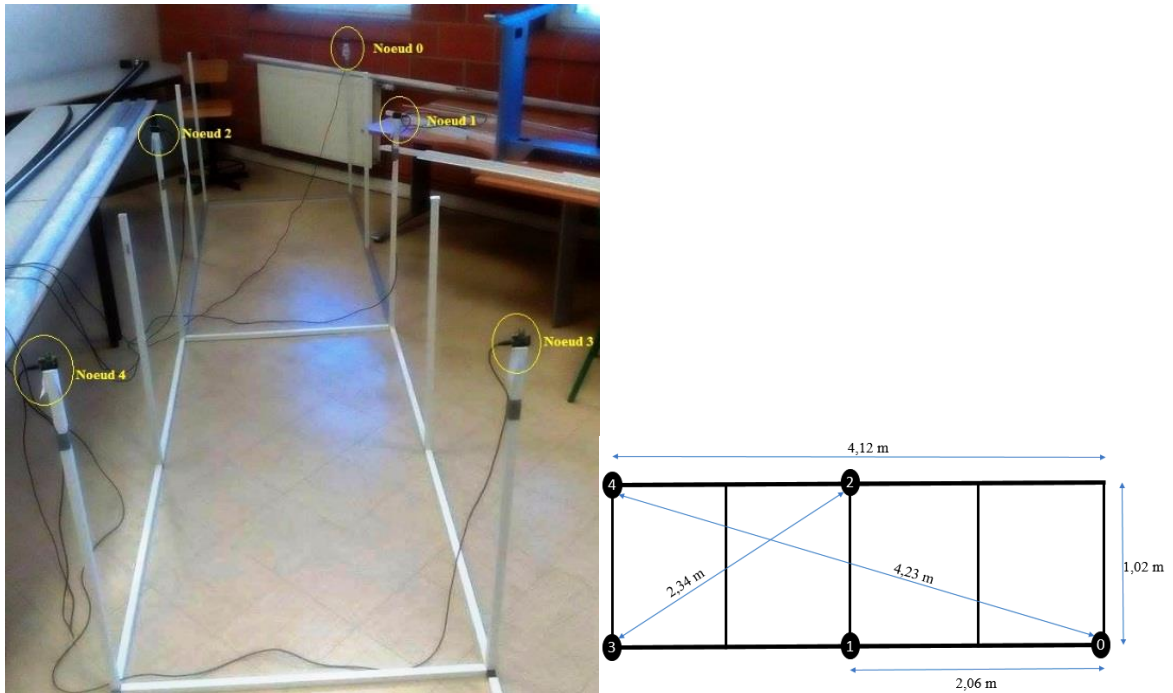 Noeud 0
Noeud 1
Noeud 2
Noeud 3
Noeud 4
4,12 m
4
2
2,34 m
4,23 m
1,02 m
3
1
0
2,06 m